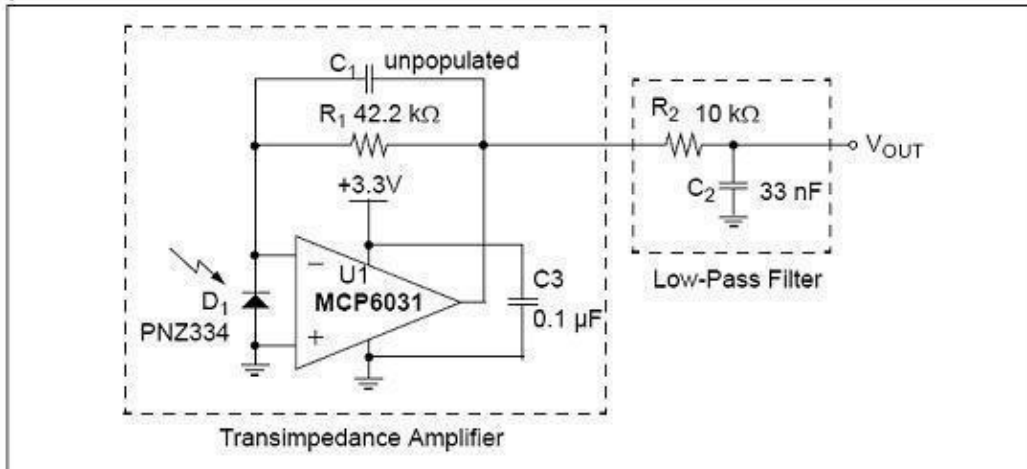 C1 unpopulated
R1 42.2 kΩ
+3.3V
U1
MCP6031
D1
PNZ334
C3
0.1 µF
Transimpedance Amplifier
R2 10 kΩ
VOUT
C2 33 nF
Low-Pass Filter